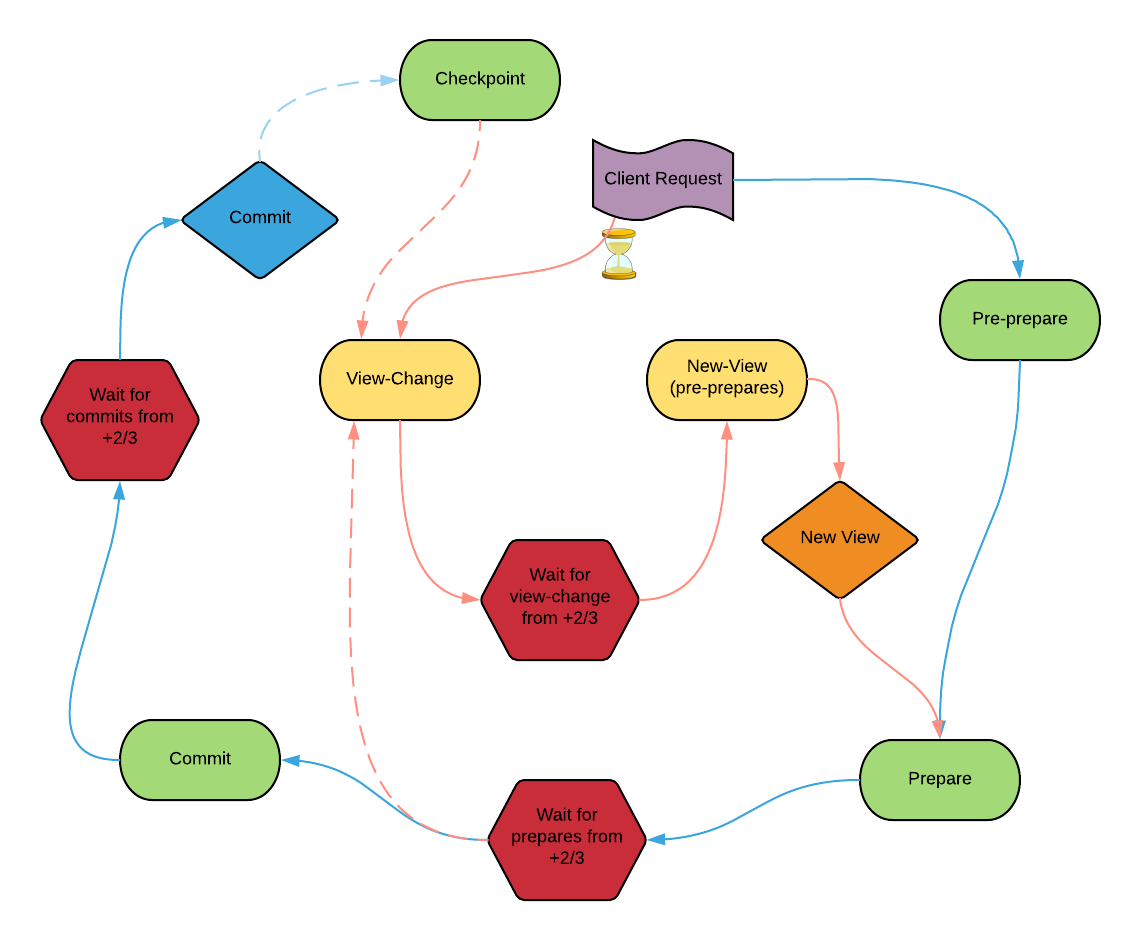 Checkpoint
Client Request
Commit
Pre-prepare
View-Change
New-View
(pre-prepares)
Wait for
commits from
+2/3
New View
Wait for
view-change
from +2/3
Commit
Prepare
Wait for
prepares from
+2/3